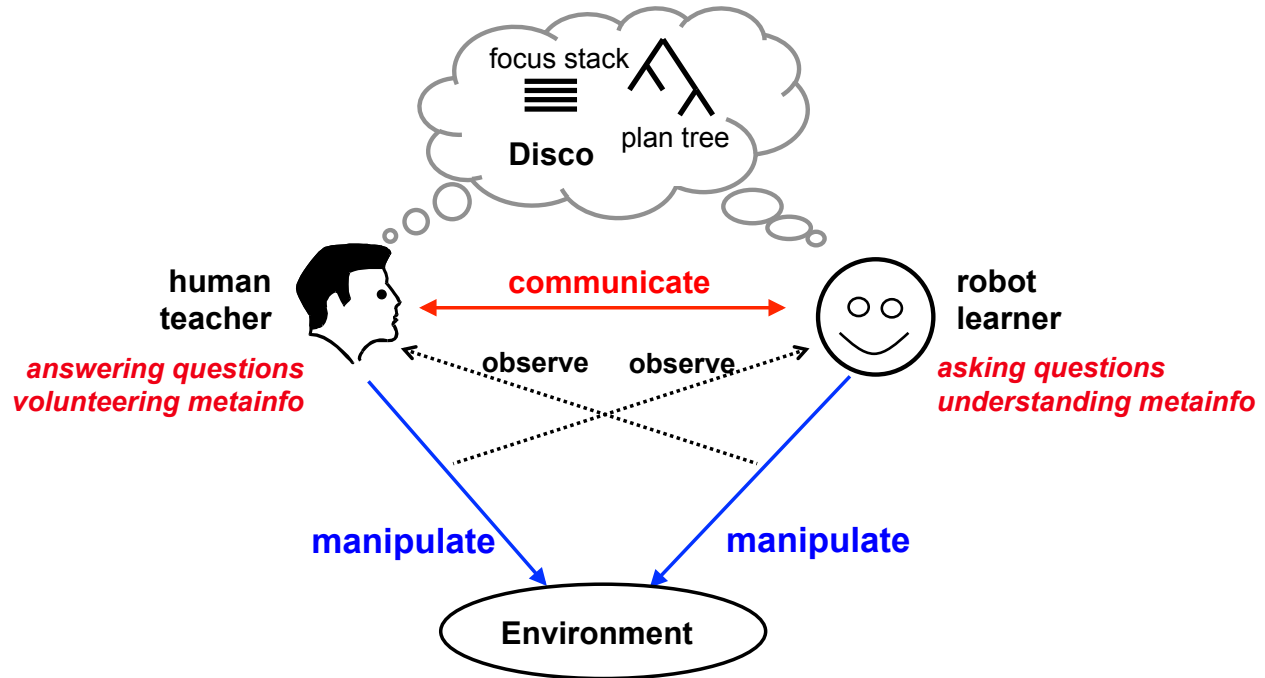 focus stack
plan tree
Disco
human
teacher
communicate
robot
learner
answering questions
volunteering metainfo
observe
observe
asking questions
understanding metainfo
manipulate
manipulate
Environment